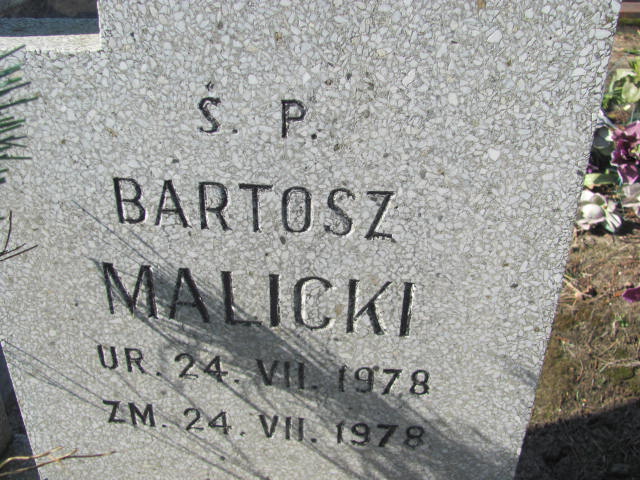 Ś. P.
BARTOSZ
MALICKI
UR. 24. VII. 1978
ZM. 24. VII. 1978